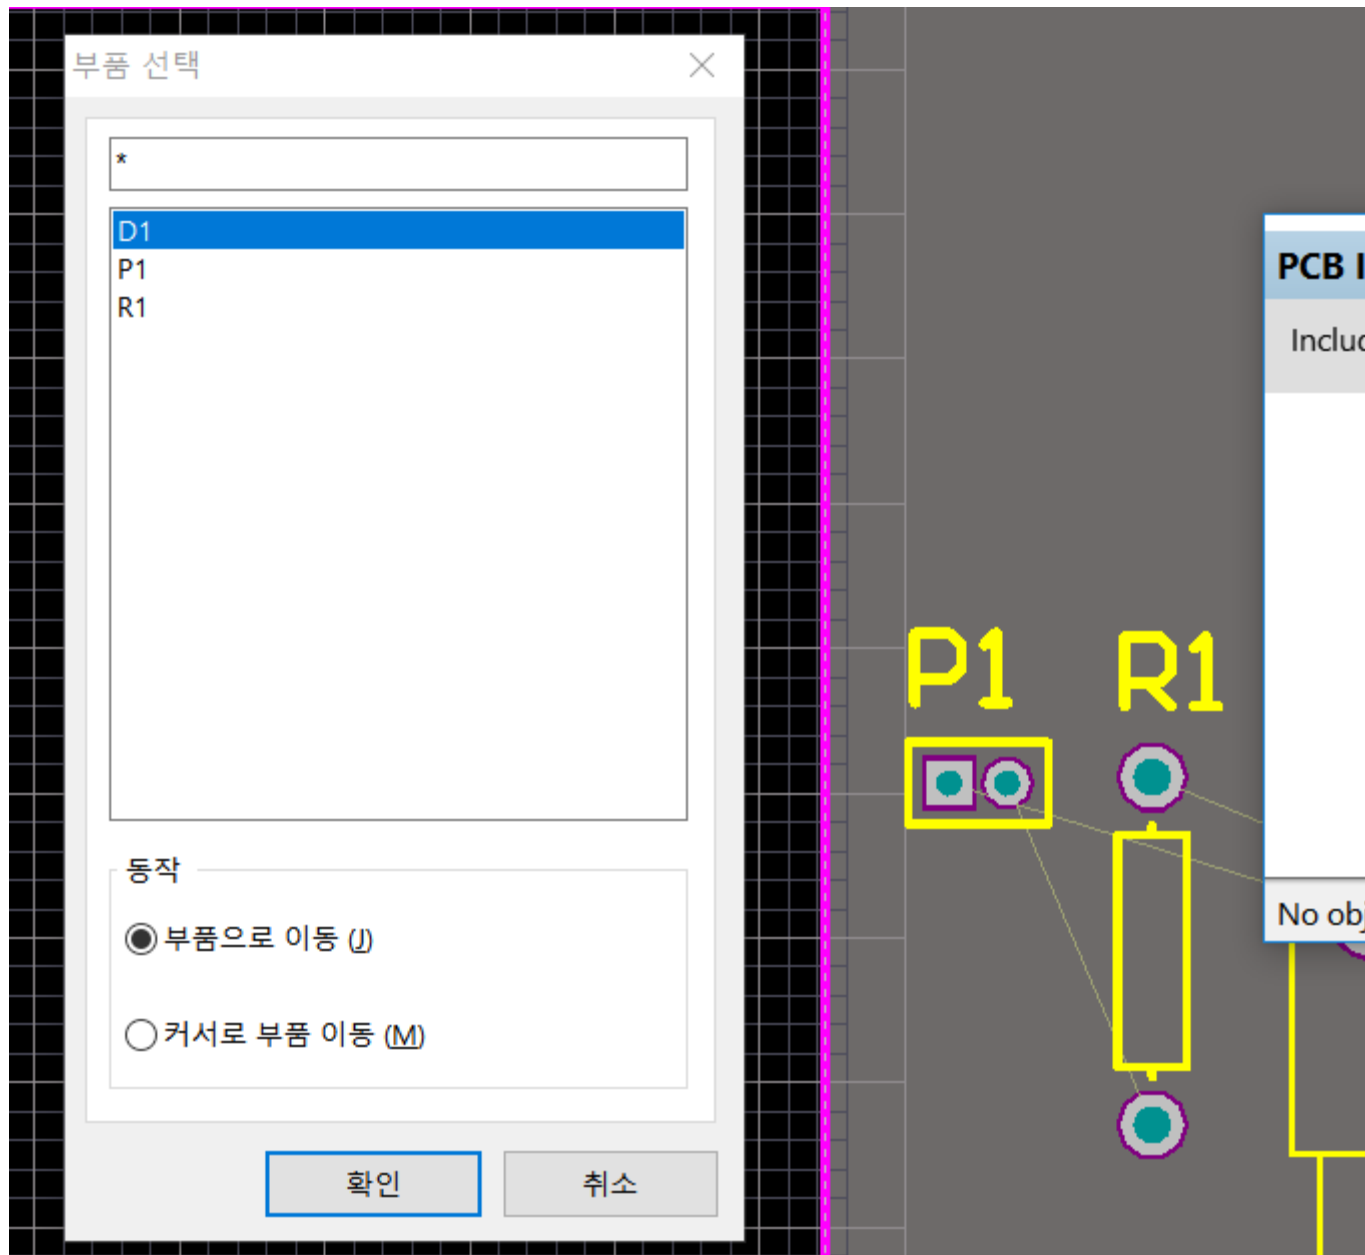 부품 선택
*
D1
P1
R1
동작
부품으로 이동 (J)
커서로 부품 이동 (M)
확인
취소
P1
R1
PCB
No